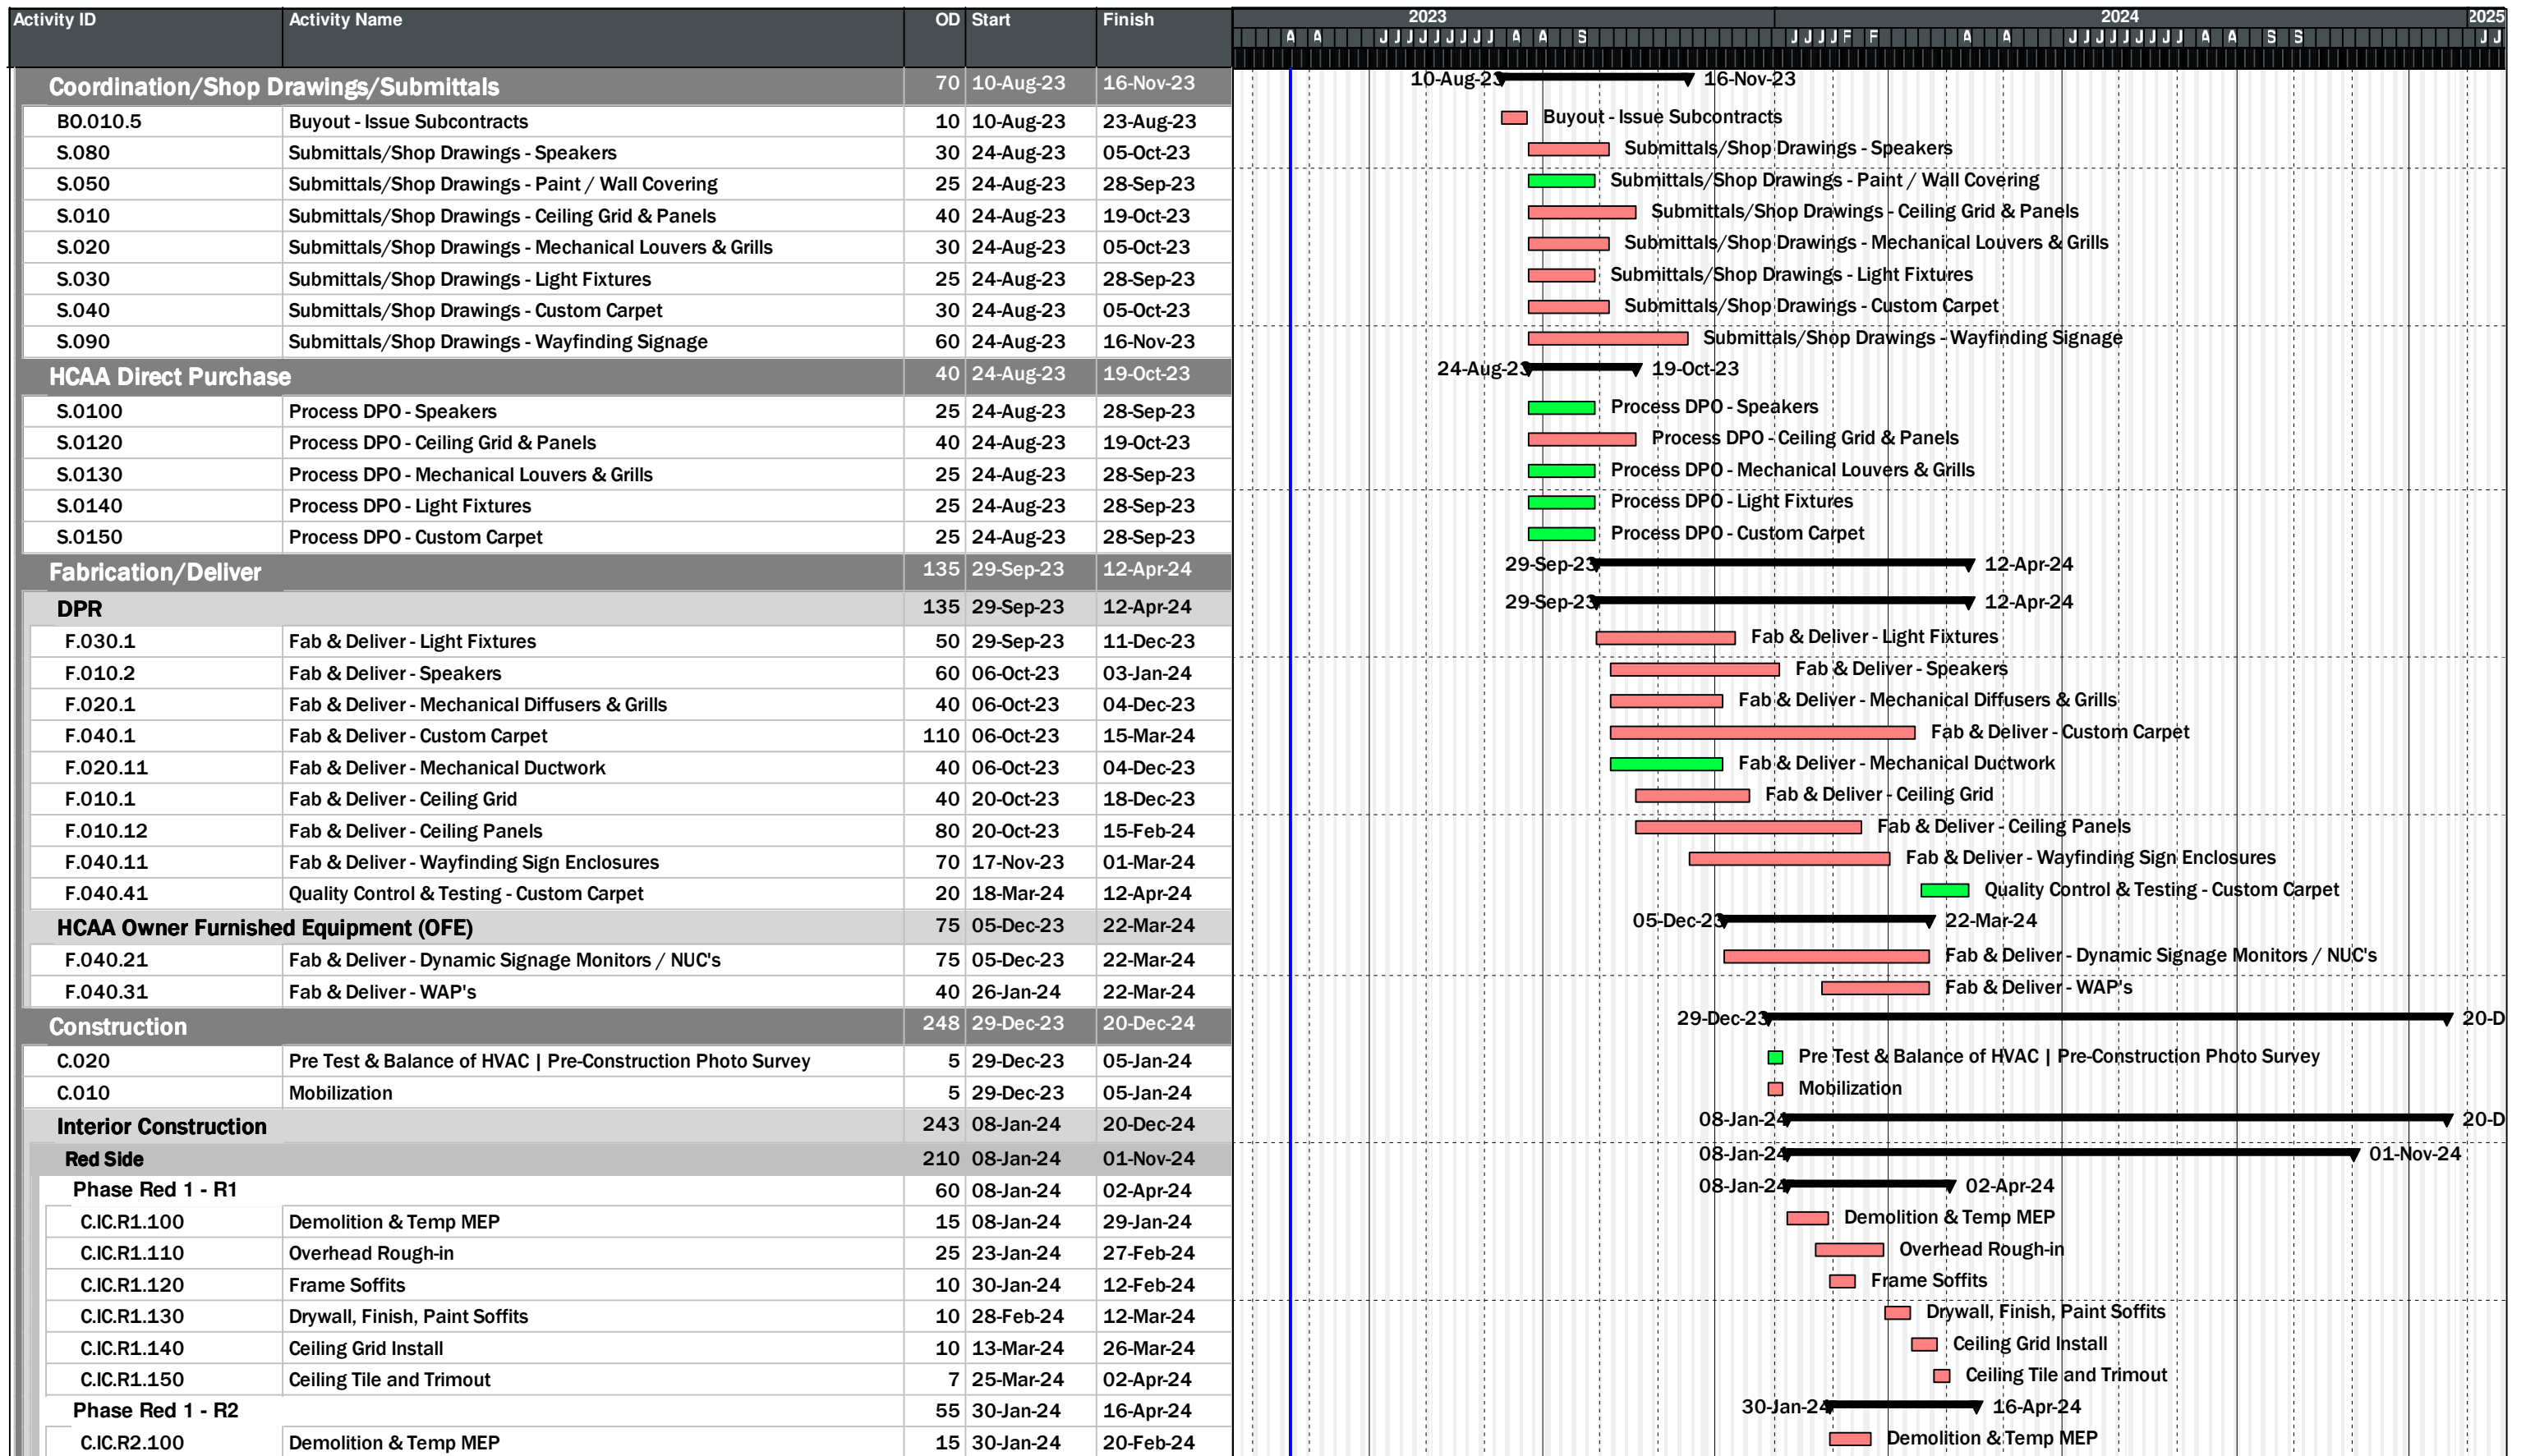 Activity ID Activity Name OD Start Finish 2023 2024 2025
A A J J J J J J J J J A A S J J J J F F A A J J J J J J J J J A A S S J J
Coordination/Shop Drawings/Submittals 70 10-Aug-23 16-Nov-23 10-Aug-23 16-Nov-23
BO.010.5 Buyout - Issue Subcontracts 10 10-Aug-23 23-Aug-23 Buyout - Issue Subcontracts
S.080 Submittals/Shop Drawings - Speakers 30 24-Aug-23 05-Oct-23 Submittals/Shop Drawings - Speakers
S.050 Submittals/Shop Drawings - Paint / Wall Covering 25 24-Aug-23 28-Sep-23 Submittals/Shop Drawings - Paint / Wall Covering
S.010 Submittals/Shop Drawings - Ceiling Grid & Panels 40 24-Aug-23 19-Oct-23 Submittals/Shop Drawings - Ceiling Grid & Panels
S.020 Submittals/Shop Drawings - Mechanical Louvers & Grills 30 24-Aug-23 05-Oct-23 Submittals/Shop Drawings - Mechanical Louvers & Grills
S.030 Submittals/Shop Drawings - Light Fixtures 25 24-Aug-23 28-Sep-23 Submittals/Shop Drawings - Light Fixtures
S.040 Submittals/Shop Drawings - Custom Carpet 30 24-Aug-23 05-Oct-23 Submittals/Shop Drawings - Custom Carpet
S.090 Submittals/Shop Drawings - Wayfinding Signage 60 24-Aug-23 16-Nov-23 Submittals/Shop Drawings - Wayfinding Signage
HCAA Direct Purchase 40 24-Aug-23 19-Oct-23 24-Aug-23 19-Oct-23
S.0100 Process DPO - Speakers 25 24-Aug-23 28-Sep-23 Process DPO - Speakers
S.0120 Process DPO - Ceiling Grid & Panels 40 24-Aug-23 19-Oct-23 Process DPO - Ceiling Grid & Panels
S.0130 Process DPO - Mechanical Louvers & Grills 25 24-Aug-23 28-Sep-23 Process DPO - Mechanical Louvers & Grills
S.0140 Process DPO - Light Fixtures 25 24-Aug-23 28-Sep-23 Process DPO - Light Fixtures
S.0150 Process DPO - Custom Carpet 25 24-Aug-23 28-Sep-23 Process DPO - Custom Carpet
Fabrication/Deliver 135 29-Sep-23 12-Apr-24 29-Sep-23 12-Apr-24
DPR 135 29-Sep-23 12-Apr-24 29-Sep-23 12-Apr-24
F.030.1 Fab & Deliver - Light Fixtures 50 29-Sep-23 11-Dec-23 Fab & Deliver - Light Fixtures
F.010.2 Fab & Deliver - Speakers 60 06-Oct-23 03-Jan-24 Fab & Deliver - Speakers
F.020.1 Fab & Deliver - Mechanical Diffusers & Grills 40 06-Oct-23 04-Dec-23 Fab & Deliver - Mechanical Diffusers & Grills
F.040.1 Fab & Deliver - Custom Carpet 110 06-Oct-23 15-Mar-24 Fab & Deliver - Custom Carpet
F.020.11 Fab & Deliver - Mechanical Ductwork 40 06-Oct-23 04-Dec-23 Fab & Deliver - Mechanical Ductwork
F.010.1 Fab & Deliver - Ceiling Grid 40 20-Oct-23 18-Dec-23 Fab & Deliver - Ceiling Grid
F.010.12 Fab & Deliver - Ceiling Panels 80 20-Oct-23 15-Feb-24 Fab & Deliver - Ceiling Panels
F.040.11 Fab & Deliver - Wayfinding Sign Enclosures 70 17-Nov-23 01-Mar-24 Fab & Deliver - Wayfinding Sign Enclosures
F.040.41 Quality Control & Testing - Custom Carpet 20 18-Mar-24 12-Apr-24 Quality Control & Testing - Custom Carpet
HCAA Owner Furnished Equipment (OFE) 75 05-Dec-23 22-Mar-24 05-Dec-23 22-Mar-24
F.040.21 Fab & Deliver - Dynamic Signage Monitors / NUC's 75 05-Dec-23 22-Mar-24 Fab & Deliver - Dynamic Signage Monitors / NUC's
F.040.31 Fab & Deliver - WAP's 40 26-Jan-24 22-Mar-24 Fab & Deliver - WAP's
Construction 248 29-Dec-23 20-Dec-24 29-Dec-23 20-D
C.020 Pre Test & Balance of HVAC | Pre-Construction Photo Survey 5 29-Dec-23 05-Jan-24 Pre Test & Balance of HVAC | Pre-Construction Photo Survey
C.010 Mobilization 5 29-Dec-23 05-Jan-24 Mobilization
Interior Construction 243 08-Jan-24 20-Dec-24 08-Jan-24 20-D
Red Side 210 08-Jan-24 01-Nov-24 08-Jan-24 01-Nov-24
Phase Red 1 - R1 60 08-Jan-24 02-Apr-24 08-Jan-24 02-Apr-24
C.IC.R1.100 Demolition & Temp MEP 15 08-Jan-24 29-Jan-24 Demolition & Temp MEP
C.IC.R1.110 Overhead Rough-in 25 23-Jan-24 27-Feb-24 Overhead Rough-in
C.IC.R1.120 Frame Soffits 10 30-Jan-24 12-Feb-24 Frame Soffits
C.IC.R1.130 Drywall, Finish, Paint Soffits 10 28-Feb-24 12-Mar-24 Drywall, Finish, Paint Soffits
C.IC.R1.140 Ceiling Grid Install 10 13-Mar-24 26-Mar-24 Ceiling Grid Install
C.IC.R1.150 Ceiling Tile and Trimout 7 25-Mar-24 02-Apr-24 Ceiling Tile and Trimout
Phase Red 1 - R2 55 30-Jan-24 16-Apr-24 30-Jan-24 16-Apr-24
C.IC.R2.100 Demolition & Temp MEP 15 30-Jan-24 20-Feb-24 Demolition & Temp MEP